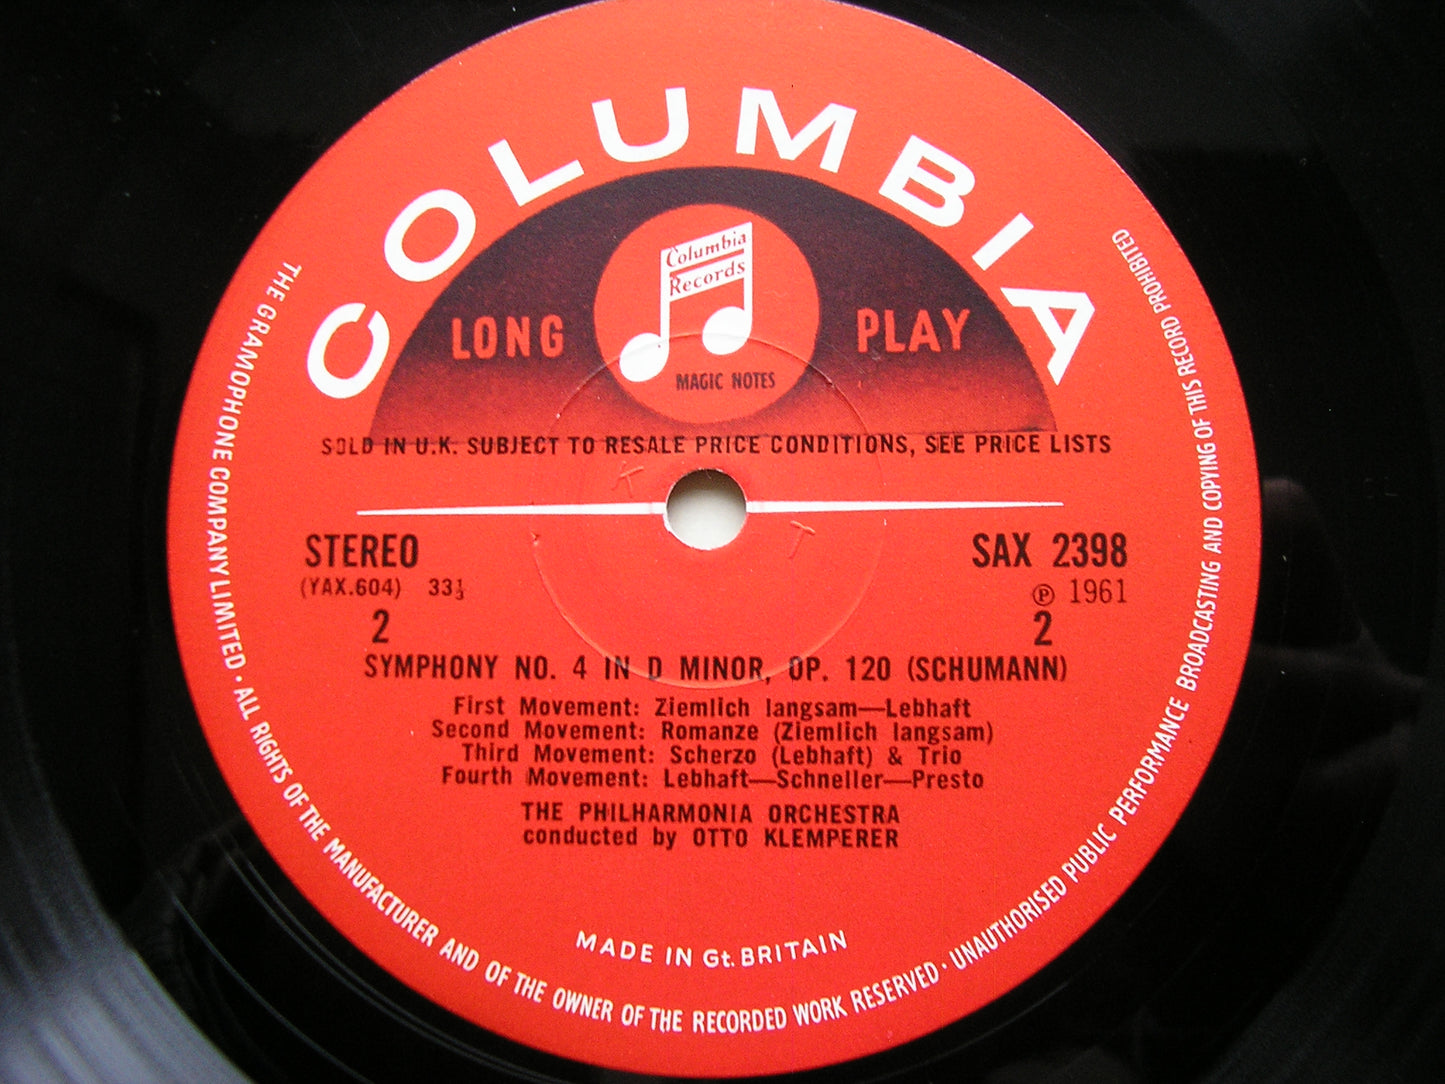 COLUMBIA
Columbia
Records
LONG PLAY
MAGIC NOTES
SOLD IN U.K. SUBJECT TO RESALE PRICE CONDITIONS, SEE PRICE LISTS
K
T
STEREO SAX 2398
(YAX.604) 33⅓ ℗ 1961
2 2
SYMPHONY NO. 4 IN D MINOR, OP. 120 (SCHUMANN)
First Movement: Ziemlich langsam—Lebhaft
Second Movement: Romanze (Ziemlich langsam)
Third Movement: Scherzo (Lebhaft) & Trio
Fourth Movement: Lebhaft—Schneller—Presto
THE PHILHARMONIA ORCHESTRA
conducted by OTTO KLEMPERER
MADE IN Gt. BRITAIN
THE GRAMOPHONE COMPANY LIMITED · ALL RIGHTS OF THE MANUFACTURER AND OF THE OWNER OF THE RECORDED WORK RESERVED · UNAUTHORISED PUBLIC PERFORMANCE BROADCASTING AND COPYING OF THIS RECORD PROHIBITED